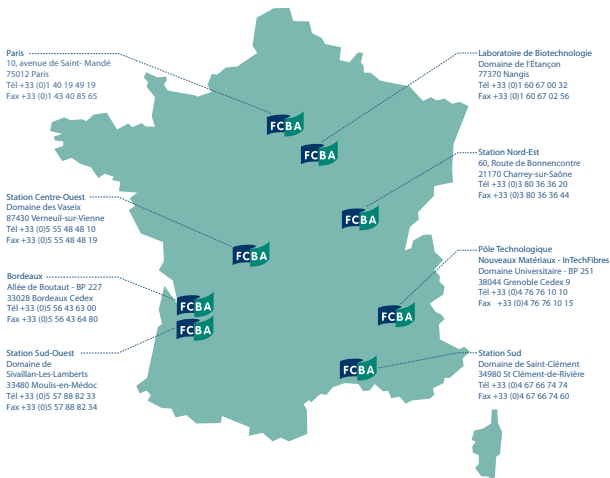 Paris
10, avenue de Saint- Mandé
75012 Paris
Tél +33 (0)1 40 19 49 19
Fax +33 (0)1 43 40 85 65
Laboratoire de Biotechnologie
Domaine de l'Étançon
77370 Nangis
Tél +33 (0)1 60 67 00 32
Fax +33 (0)1 60 67 02 56
FCBA
FCBA
Station Nord-Est
60, Route de Bonnencontre
21170 Charrey-sur-Saône
Tél +33 (0)3 80 36 36 20
Fax +33 (0)3 80 36 36 44
FCBA
Station Centre-Ouest
Domaine des Vaseix
87430 Verneuil-sur-Vienne
Tél +33 (0)5 55 48 48 10
Fax +33 (0)5 55 48 48 19
FCBA
Pôle Technologique
Nouveaux Matériaux - InTechFibres
Domaine Universitaire - BP 251
38044 Grenoble Cedex 9
Tél +33 (0)4 76 76 10 10
Fax +33 (0)4 76 76 10 15
Bordeaux
Allée de Boutaut - BP 227
33028 Bordeaux Cedex
Tél +33 (0)5 56 43 63 00
Fax +33 (0)5 56 43 64 80
FCBA
FCBA
FCBA
Station Sud-Ouest
Domaine de
Sivaillan-Les-Lamberts
33480 Moulis-en-Médoc
Tél +33 (0)5 57 88 82 33
Fax +33 (0)5 57 88 82 34
FCBA
Station Sud
Domaine de Saint-Clément
34980 St Clément-de-Rivière
Tél +33 (0)4 67 66 74 74
Fax +33 (0)4 67 66 74 60